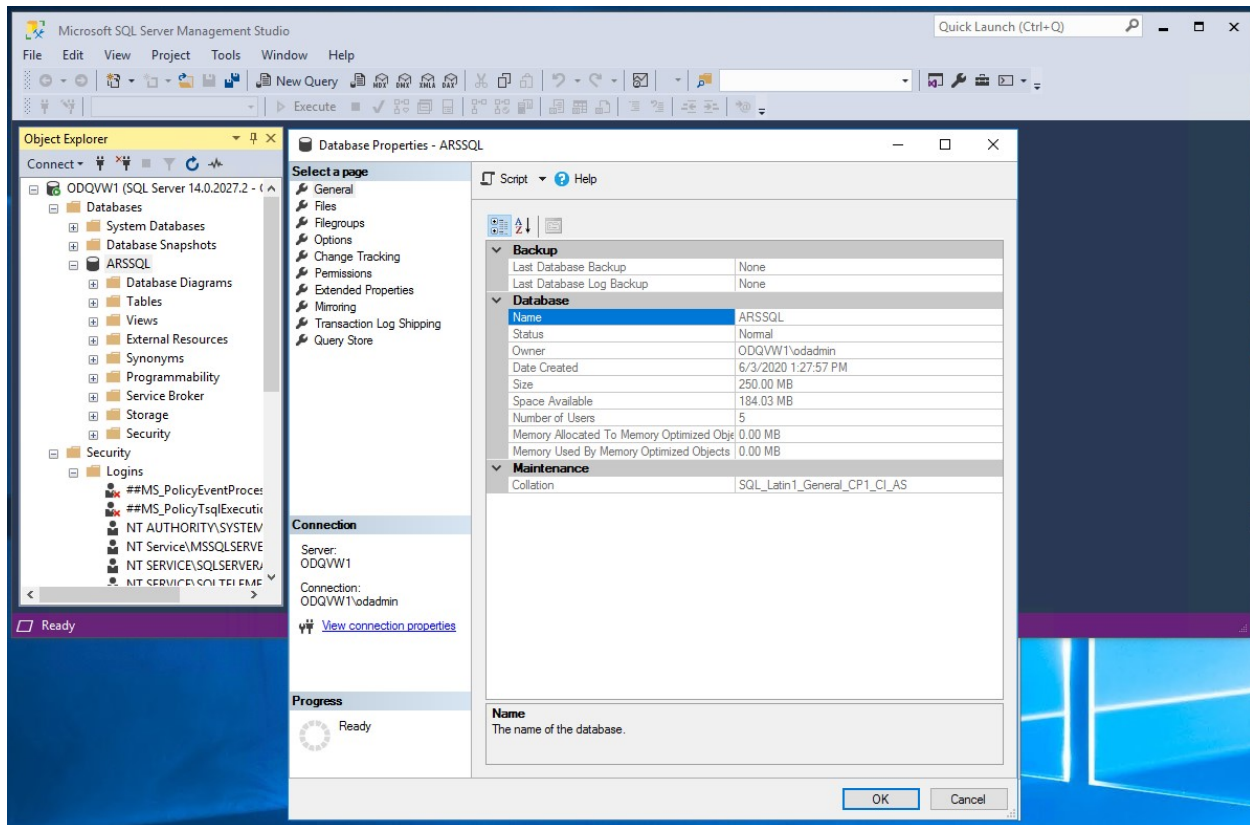 Microsoft SQL Server Management Studio
Quick Launch (Ctrl+Q)
File Edit View Project Tools Window Help
New Query
MDX DMX XMLA DAX
Execute
Object Explorer
Connect
ODQVW1 (SQL Server 14.0.2027.2 - (
Databases
System Databases
Database Snapshots
ARSSQL
Database Diagrams
Tables
Views
External Resources
Synonyms
Programmability
Service Broker
Storage
Security
Security
Logins
##MS_PolicyEventProces
##MS_PolicyTsqlExecutic
NT AUTHORITY\SYSTEM
NT Service\MSSQLSERVE
NT SERVICE\SQLSERVERA
NT SERVICE\SQLTELEME
Ready
Database Properties - ARSSQL
Select a page
General
Files
Filegroups
Options
Change Tracking
Permissions
Extended Properties
Mirroring
Transaction Log Shipping
Query Store
Connection
Server:
ODQVW1
Connection:
ODQVW1\odadmin
View connection properties
Progress
Ready
Script Help
Backup
Last Database Backup None
Last Database Log Backup None
Database
Name ARSSQL
Status Normal
Owner ODQVW1\odadmin
Date Created 6/3/2020 1:27:57 PM
Size 250.00 MB
Space Available 184.03 MB
Number of Users 5
Memory Allocated To Memory Optimized Obje 0.00 MB
Memory Used By Memory Optimized Objects 0.00 MB
Maintenance
Collation SQL_Latin1_General_CP1_CI_AS
Name
The name of the database.
OK Cancel